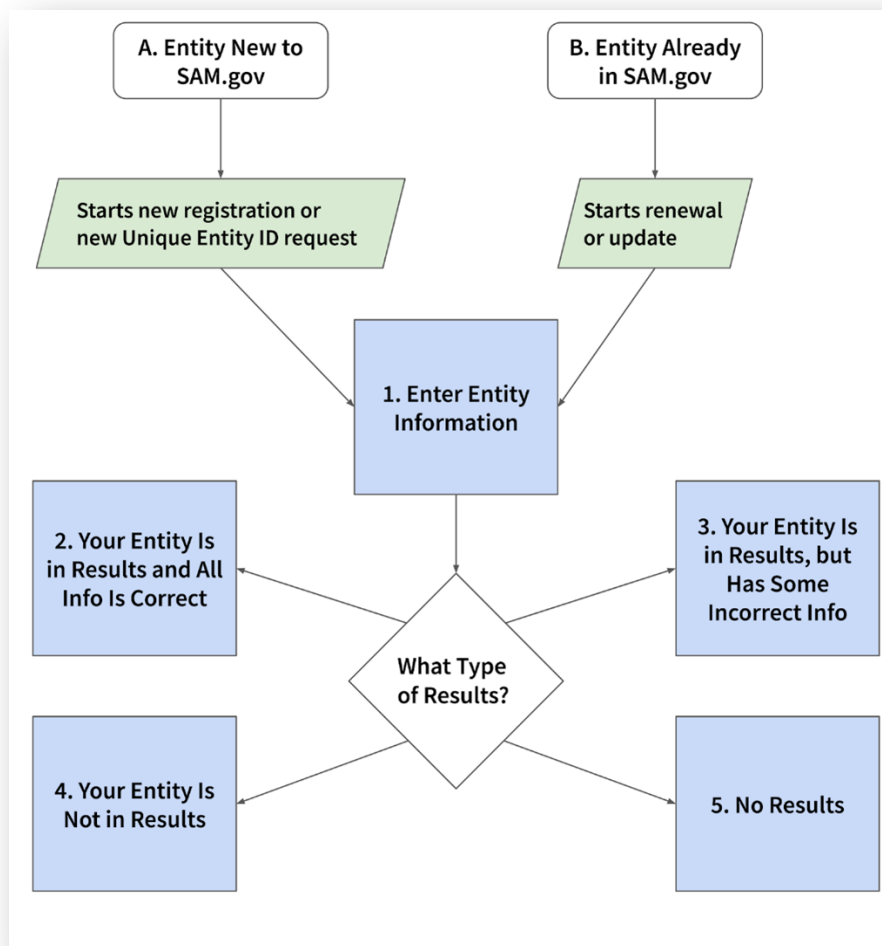 A. Entity New to
SAM.gov
B. Entity Already
in SAM.gov
Starts new registration or
new Unique Entity ID request
Starts renewal
or update
1. Enter Entity
Information
2. Your Entity Is
in Results and All
Info Is Correct
3. Your Entity Is
in Results, but
Has Some
Incorrect Info
What Type
of Results?
4. Your Entity Is
Not in Results
5. No Results